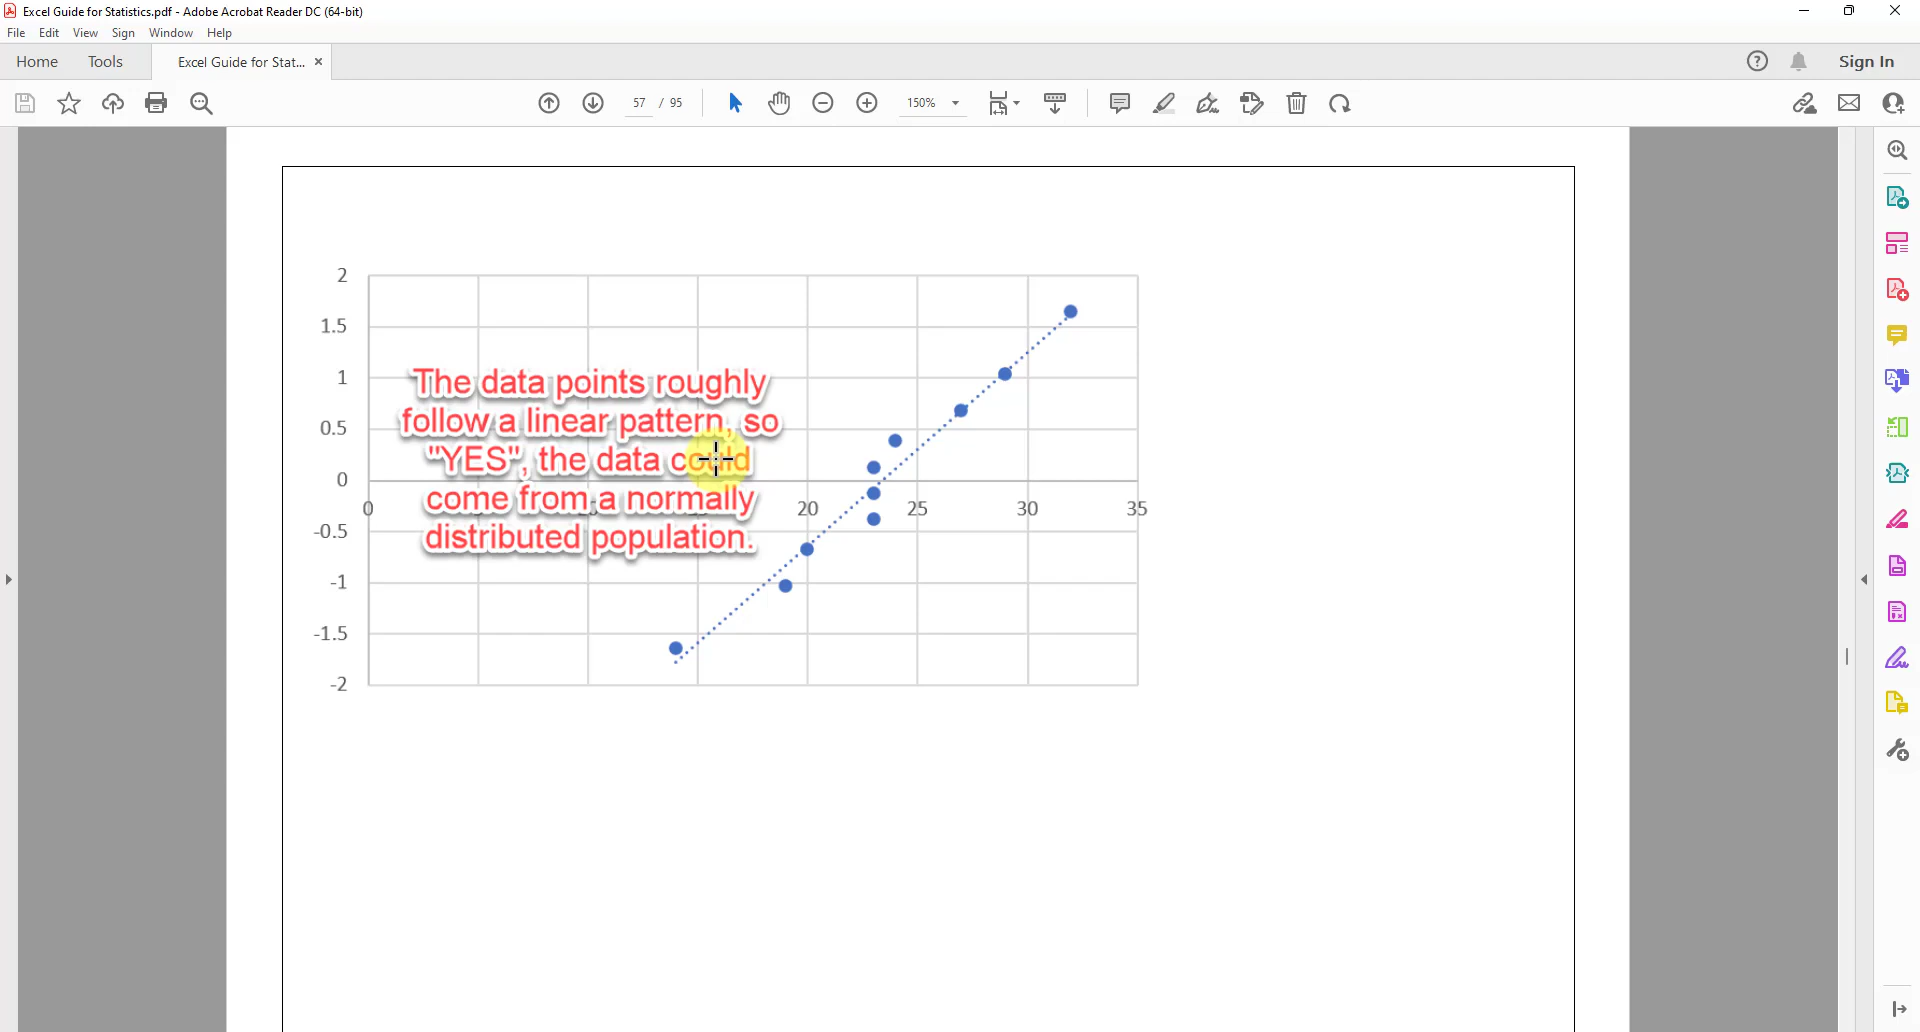 Excel Guide for Statistics.pdf - Adobe Acrobat Reader DC (64-bit)
File Edit View Sign Window Help
Home Tools Excel Guide for Stat... × Sign In
57 / 95 150%
2
1.5
1
0.5
0
0 20 25 30 35
-0.5
-1
-1.5
-2
The data points roughly
follow a linear pattern, so
"YES", the data could
come from a normally
distributed population.